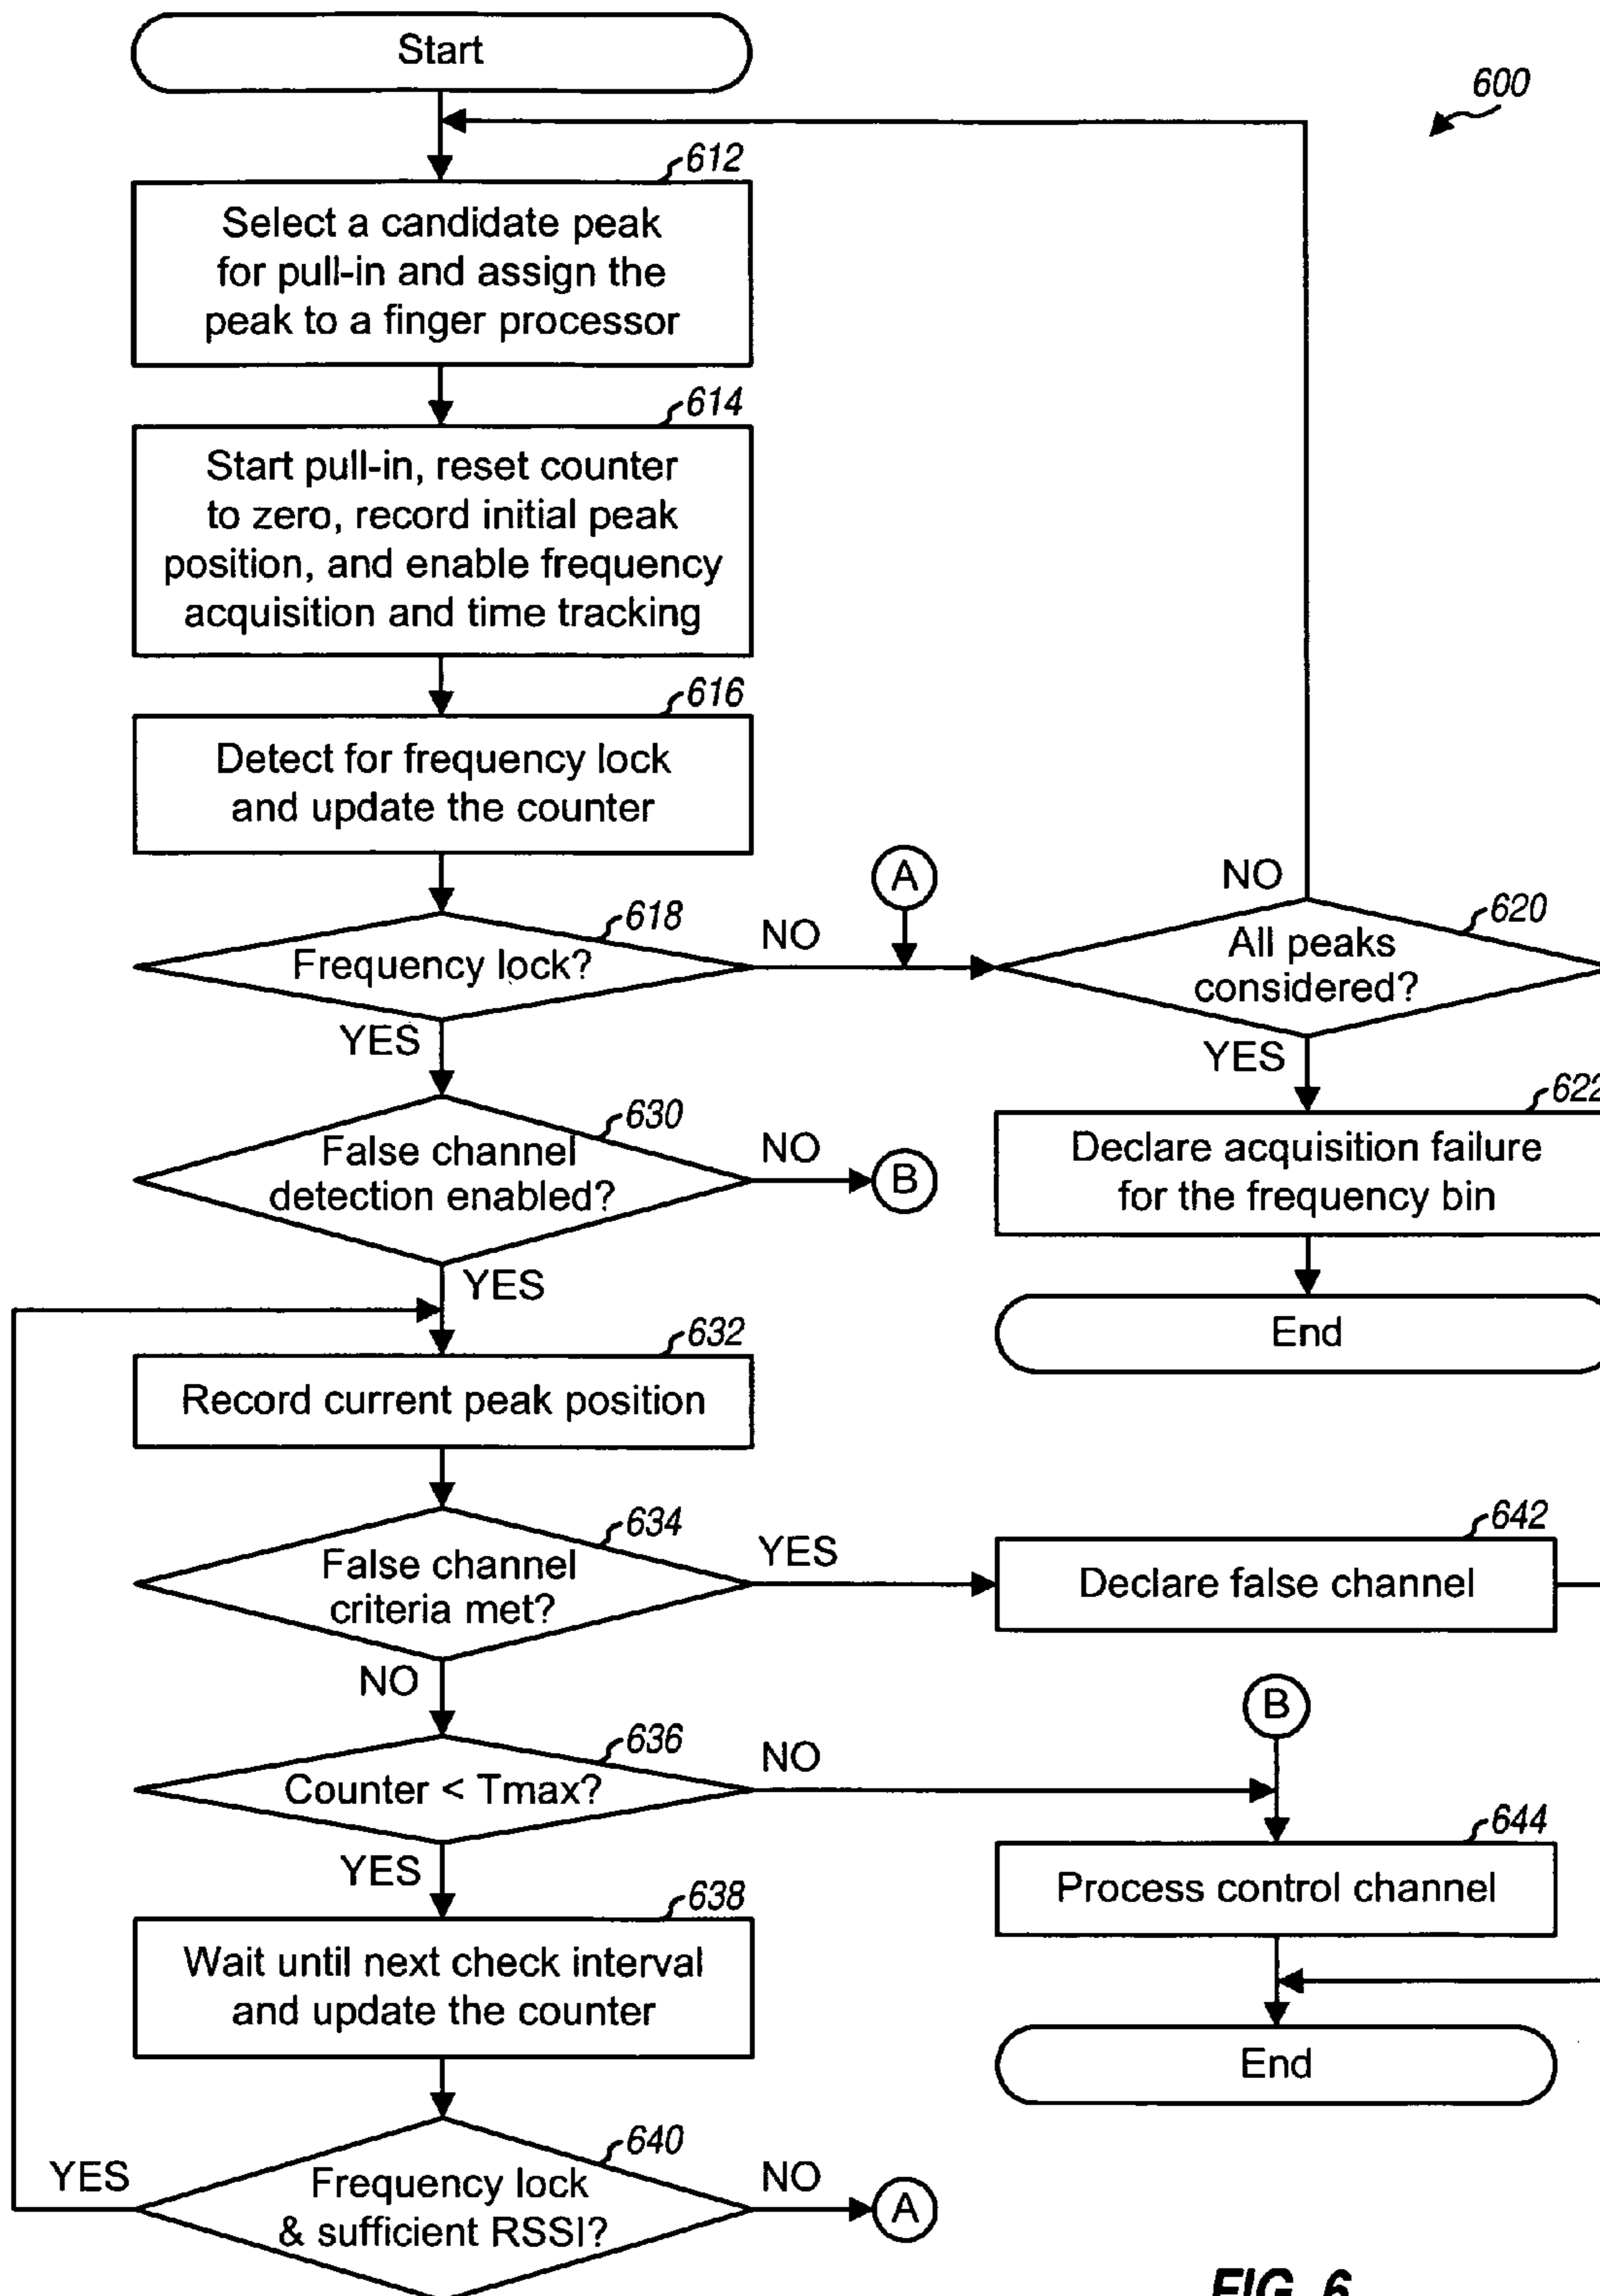 Start
600
612
Select a candidate peak
for pull-in and assign the
peak to a finger processor
614
Start pull-in, reset counter
to zero, record initial peak
position, and enable frequency
acquisition and time tracking
616
Detect for frequency lock
and update the counter
618
Frequency lock?
NO
A
NO
620
All peaks
considered?
YES
YES
622
Declare acquisition failure
for the frequency bin
End
630
False channel
detection enabled?
NO
B
YES
632
Record current peak position
634
False channel
criteria met?
YES
642
Declare false channel
NO
636
Counter < Tmax?
NO
B
644
Process control channel
End
YES
638
Wait until next check interval
and update the counter
640
Frequency lock
& sufficient RSSI?
YES
NO
A
FIG. 6